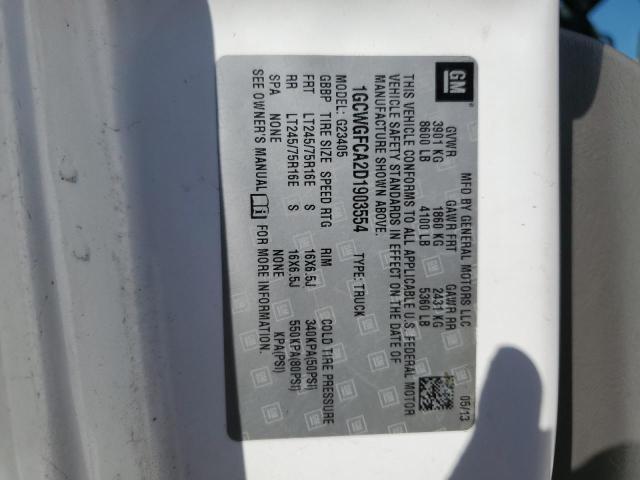 GM
MFD BY GENERAL MOTORS LLC 05/13
GVWR GAWR FRT GAWR RR
3901 KG 1860 KG 2431 KG
8600 LB 4100 LB 5360 LB
THIS VEHICLE CONFORMS TO ALL APPLICABLE U.S. FEDERAL MOTOR
VEHICLE SAFETY STANDARDS IN EFFECT ON THE DATE OF
MANUFACTURE SHOWN ABOVE.
1GCWGFCA2D1903554 TYPE: TRUCK
MODEL: G23405
GBBP TIRE SIZE SPEED RTG RIM COLD TIRE PRESSURE
FRT LT245/75R16E S 16X6.5J 340KPA(50PSI)
RR LT245/75R16E S 16X6.5J 550KPA(80PSI)
SPA NONE NONE KPA(PSI)
SEE OWNER'S MANUAL FOR MORE INFORMATION.